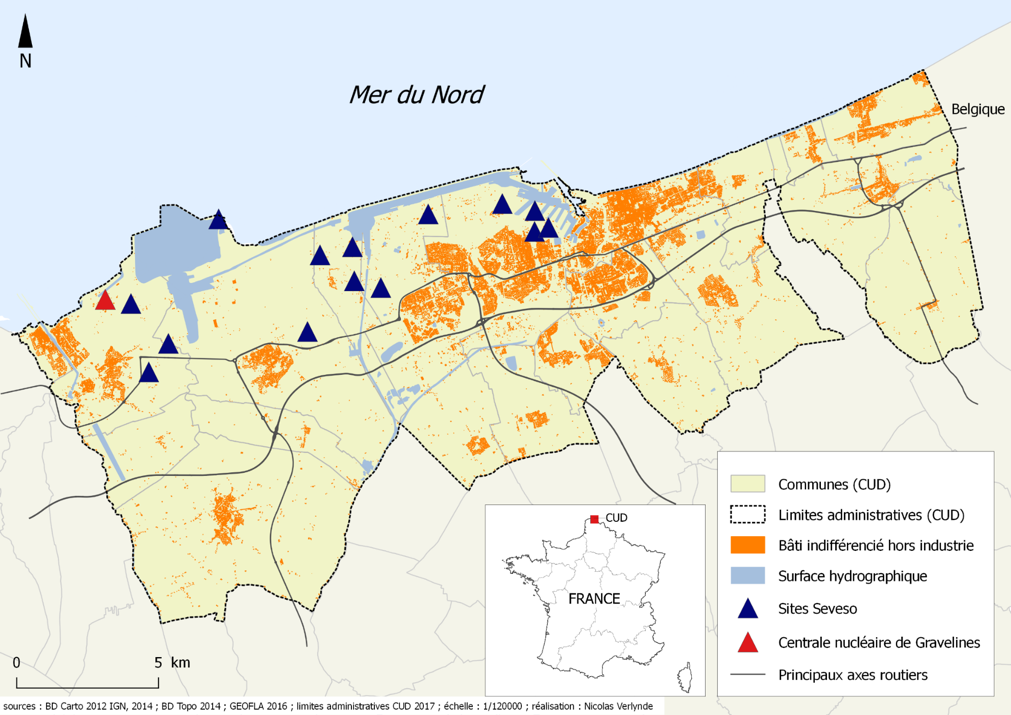 N
Mer du Nord
Belgique
CUD
FRANCE
Communes (CUD)
Limites administratives (CUD)
Bâti indifférencié hors industrie
Surface hydrographique
Sites Seveso
Centrale nucléaire de Gravelines
Principaux axes routiers
0 5 km
sources : BD Carto 2012 IGN, 2014 ; BD Topo 2014 ; GEOFLA 2016 ; limites administratives CUD 2017 ; échelle : 1/120000 ; réalisation : Nicolas Verlynde